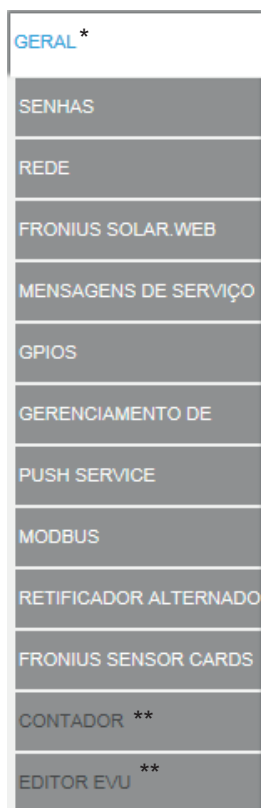 GERAL *
SENHAS
REDE
FRONIUS SOLAR.WEB
MENSAGENS DE SERVIÇO
GPIOS
GERENCIAMENTO DE
PUSH SERVICE
MODBUS
RETIFICADOR ALTERNADO
FRONIUS SENSOR CARDS
CONTADOR **
EDITOR EVU **